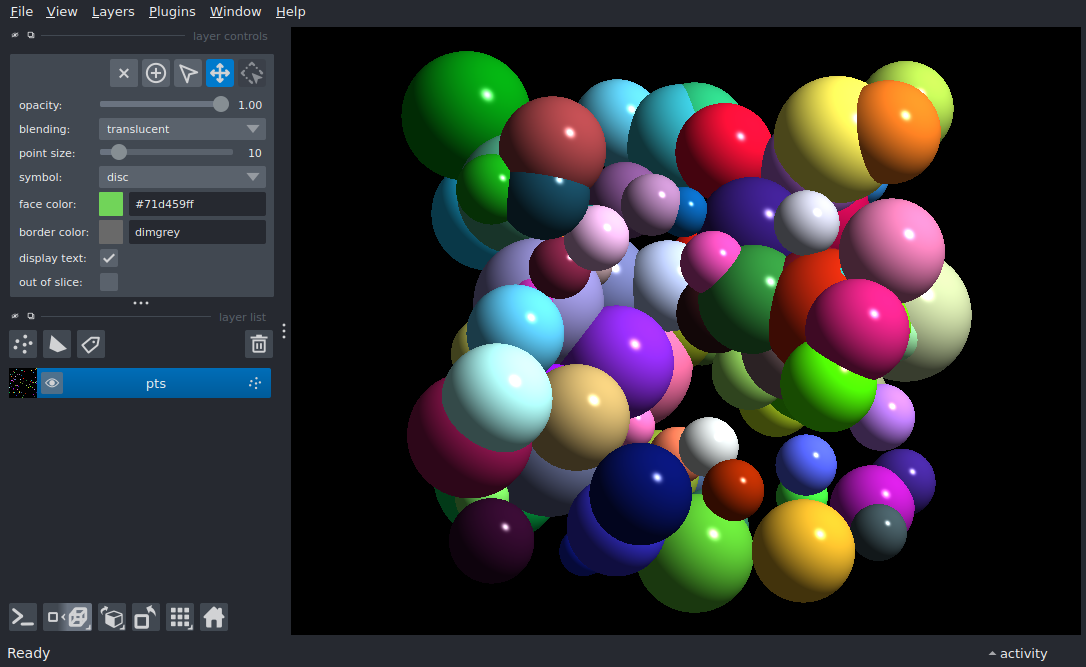 File View Layers Plugins Window Help
layer controls
opacity: 1.00
blending: translucent
point size: 10
symbol: disc
face color: #71d459ff
border color: dimgrey
display text:
out of slice:
layer list
pts
Ready
activity